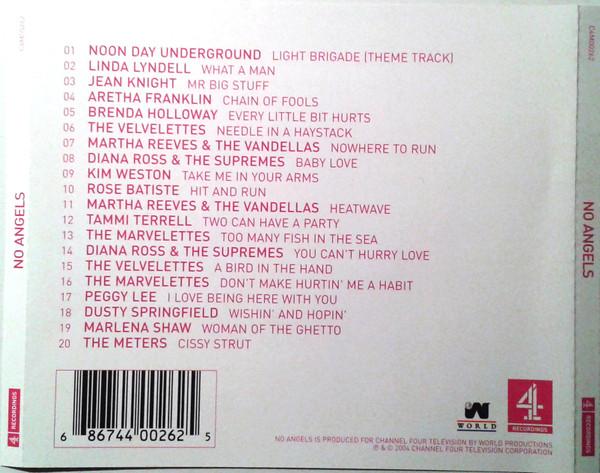 01 NOON DAY UNDERGROUND LIGHT BRIGADE (THEME TRACK)
02 LINDA LYNDELL WHAT A MAN
03 JEAN KNIGHT MR BIG STUFF
04 ARETHA FRANKLIN CHAIN OF FOOLS
05 BRENDA HOLLOWAY EVERY LITTLE BIT HURTS
06 THE VELVELETTES NEEDLE IN A HAYSTACK
07 MARTHA REEVES & THE VANDELLAS NOWHERE TO RUN
08 DIANA ROSS & THE SUPREMES BABY LOVE
09 KIM WESTON TAKE ME IN YOUR ARMS
10 ROSE BATISTE HIT AND RUN
11 MARTHA REEVES & THE VANDELLAS HEATWAVE
12 TAMMI TERRELL TWO CAN HAVE A PARTY
13 THE MARVELETTES TOO MANY FISH IN THE SEA
14 DIANA ROSS & THE SUPREMES YOU CAN'T HURRY LOVE
15 THE VELVELETTES A BIRD IN THE HAND
16 THE MARVELETTES DON'T MAKE HURTIN' ME A HABIT
17 PEGGY LEE I LOVE BEING HERE WITH YOU
18 DUSTY SPRINGFIELD WISHIN' AND HOPIN'
19 MARLENA SHAW WOMAN OF THE GHETTO
20 THE METERS CISSY STRUT
6 86744 00262 5
WORLD
4
RECORDINGS
NO ANGELS IS PRODUCED FOR CHANNEL FOUR TELEVISION BY WORLD PRODUCTIONS
℗ & © 2004 CHANNEL FOUR TELEVISION CORPORATION
NO ANGELS
4 RECORDINGS
C4M00262
NO ANGELS
4 RECORDINGS